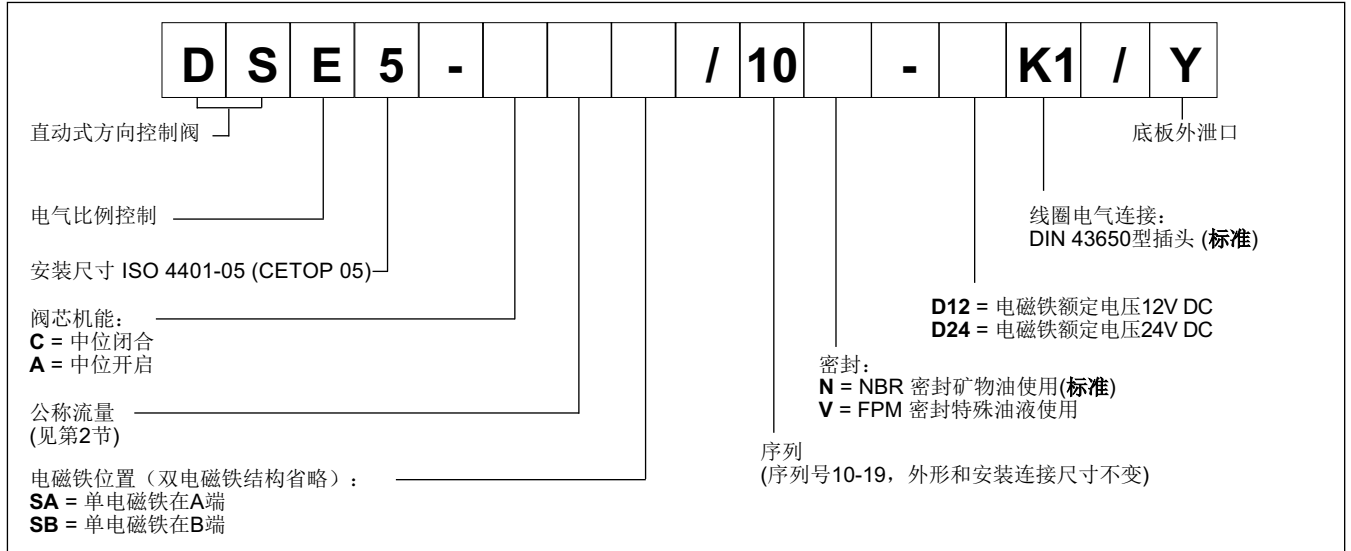 D S E 5 - / 10 - K1 / Y
直动式方向控制阀
底板外泄口
电气比例控制
线圈电气连接：
DIN 43650型插头 (标准)
安装尺寸 ISO 4401-05 (CETOP 05)
D12 = 电磁铁额定电压12V DC
D24 = 电磁铁额定电压24V DC
阀芯机能：
C = 中位闭合
A = 中位开启
密封：
N = NBR 密封矿物油使用(标准)
V = FPM 密封特殊油液使用
公称流量
(见第2节)
序列
(序列号10-19，外形和安装连接尺寸不变)
电磁铁位置（双电磁铁结构省略）：
SA = 单电磁铁在A端
SB = 单电磁铁在B端